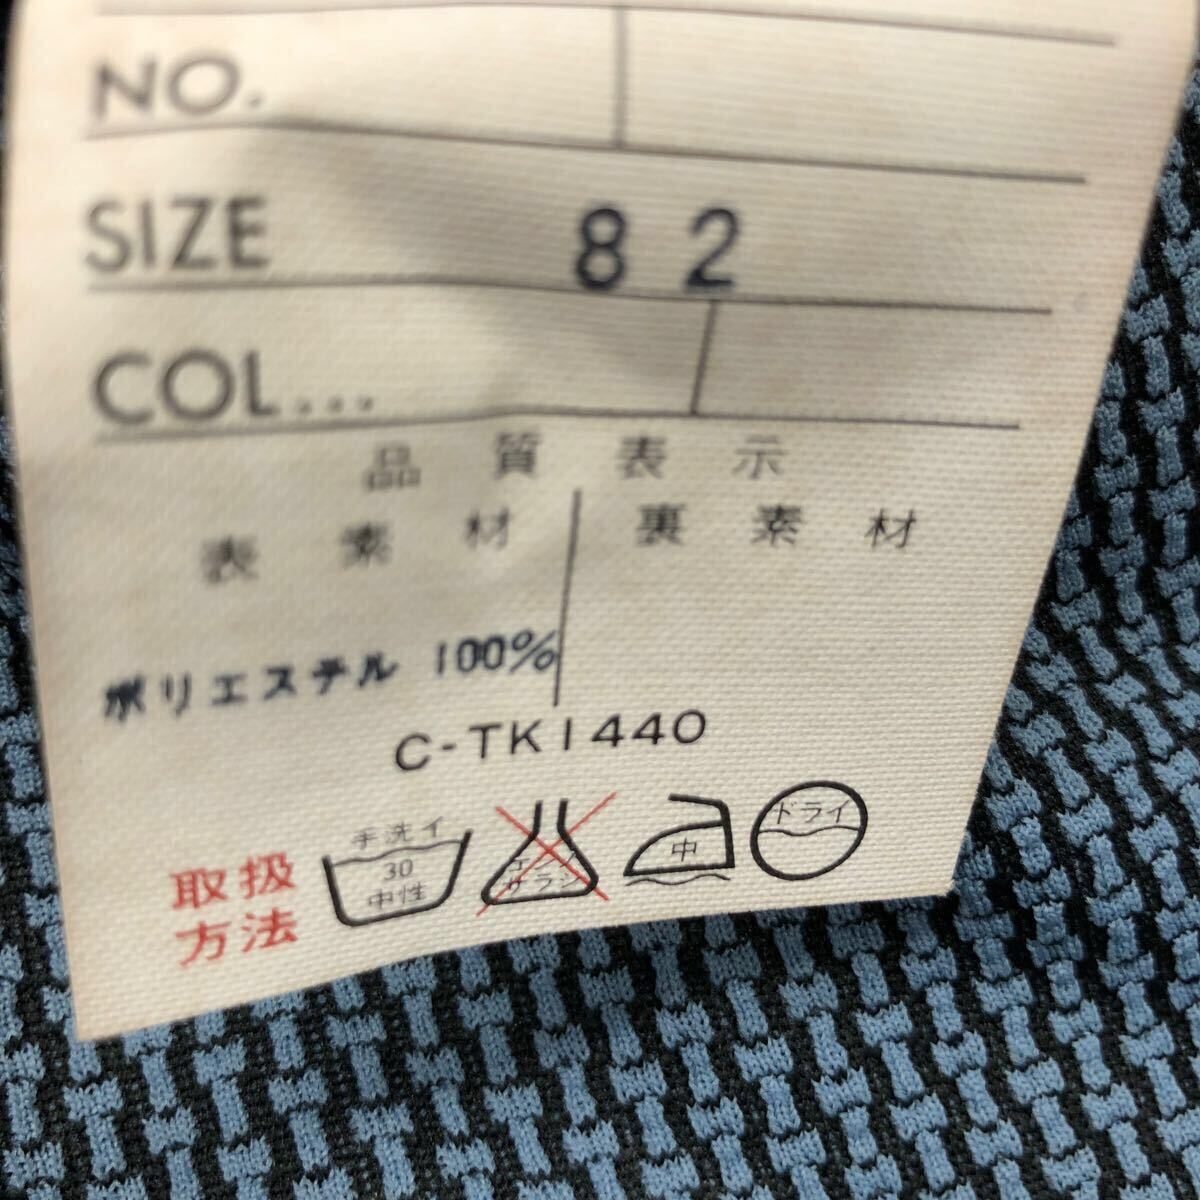 NO.
SIZE 82
COL...
品質表示
表素材 裏素材
ポリエステル 100%
C-TK1440
取扱
方法
手洗イ
30
中性
エンソ
サラシ
中
ドライ